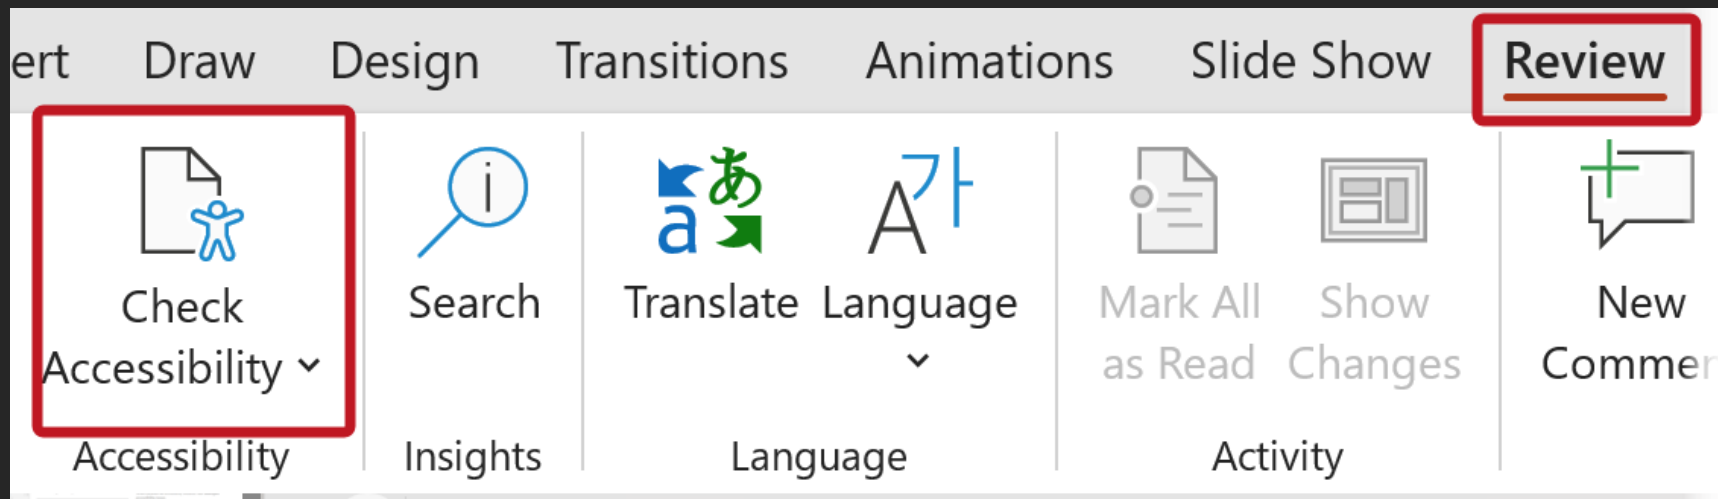 ert Draw Design Transitions Animations Slide Show Review
Check
Accessibility
Search
Translate
Language
Mark All
as Read
Show
Changes
New
Commer
Accessibility Insights Language Activity